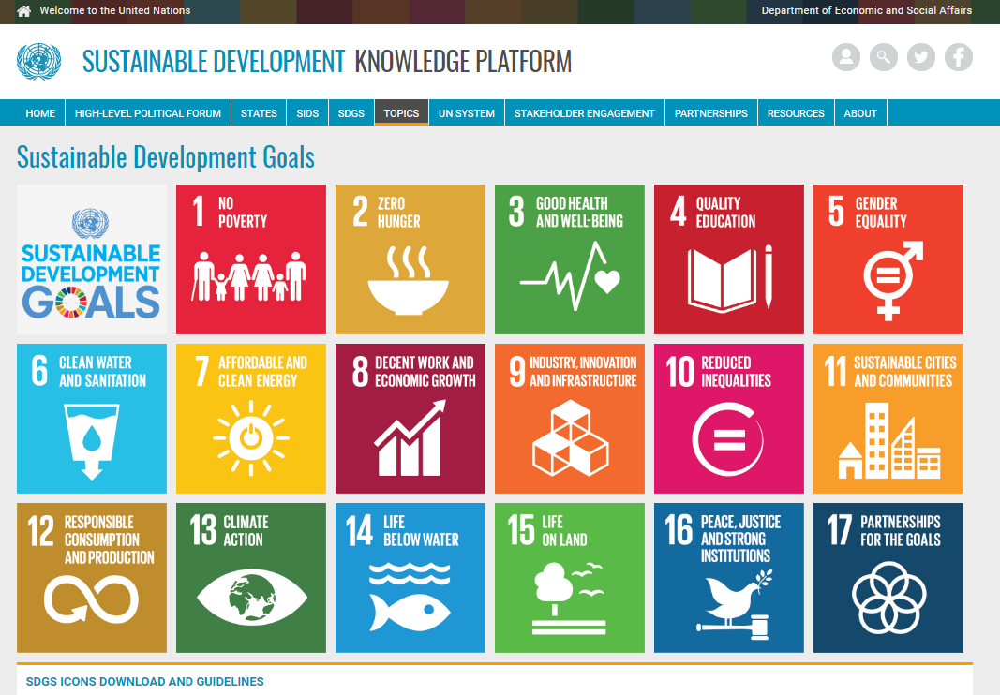 Welcome to the United Nations
Department of Economic and Social Affairs
SUSTAINABLE DEVELOPMENT KNOWLEDGE PLATFORM
HOME
HIGH-LEVEL POLITICAL FORUM
STATES
SIDS
SDGS
TOPICS
UN SYSTEM
STAKEHOLDER ENGAGEMENT
PARTNERSHIPS
RESOURCES
ABOUT
Sustainable Development Goals
SUSTAINABLE
DEVELOPMENT
GOALS
1 NO
POVERTY
2 ZERO
HUNGER
3 GOOD HEALTH
AND WELL-BEING
4 QUALITY
EDUCATION
5 GENDER
EQUALITY
6 CLEAN WATER
AND SANITATION
7 AFFORDABLE AND
CLEAN ENERGY
8 DECENT WORK AND
ECONOMIC GROWTH
9 INDUSTRY, INNOVATION
AND INFRASTRUCTURE
10 REDUCED
INEQUALITIES
11 SUSTAINABLE CITIES
AND COMMUNITIES
12 RESPONSIBLE
CONSUMPTION
AND PRODUCTION
13 CLIMATE
ACTION
14 LIFE
BELOW WATER
15 LIFE
ON LAND
16 PEACE, JUSTICE
AND STRONG
INSTITUTIONS
17 PARTNERSHIPS
FOR THE GOALS
SDGS ICONS DOWNLOAD AND GUIDELINES